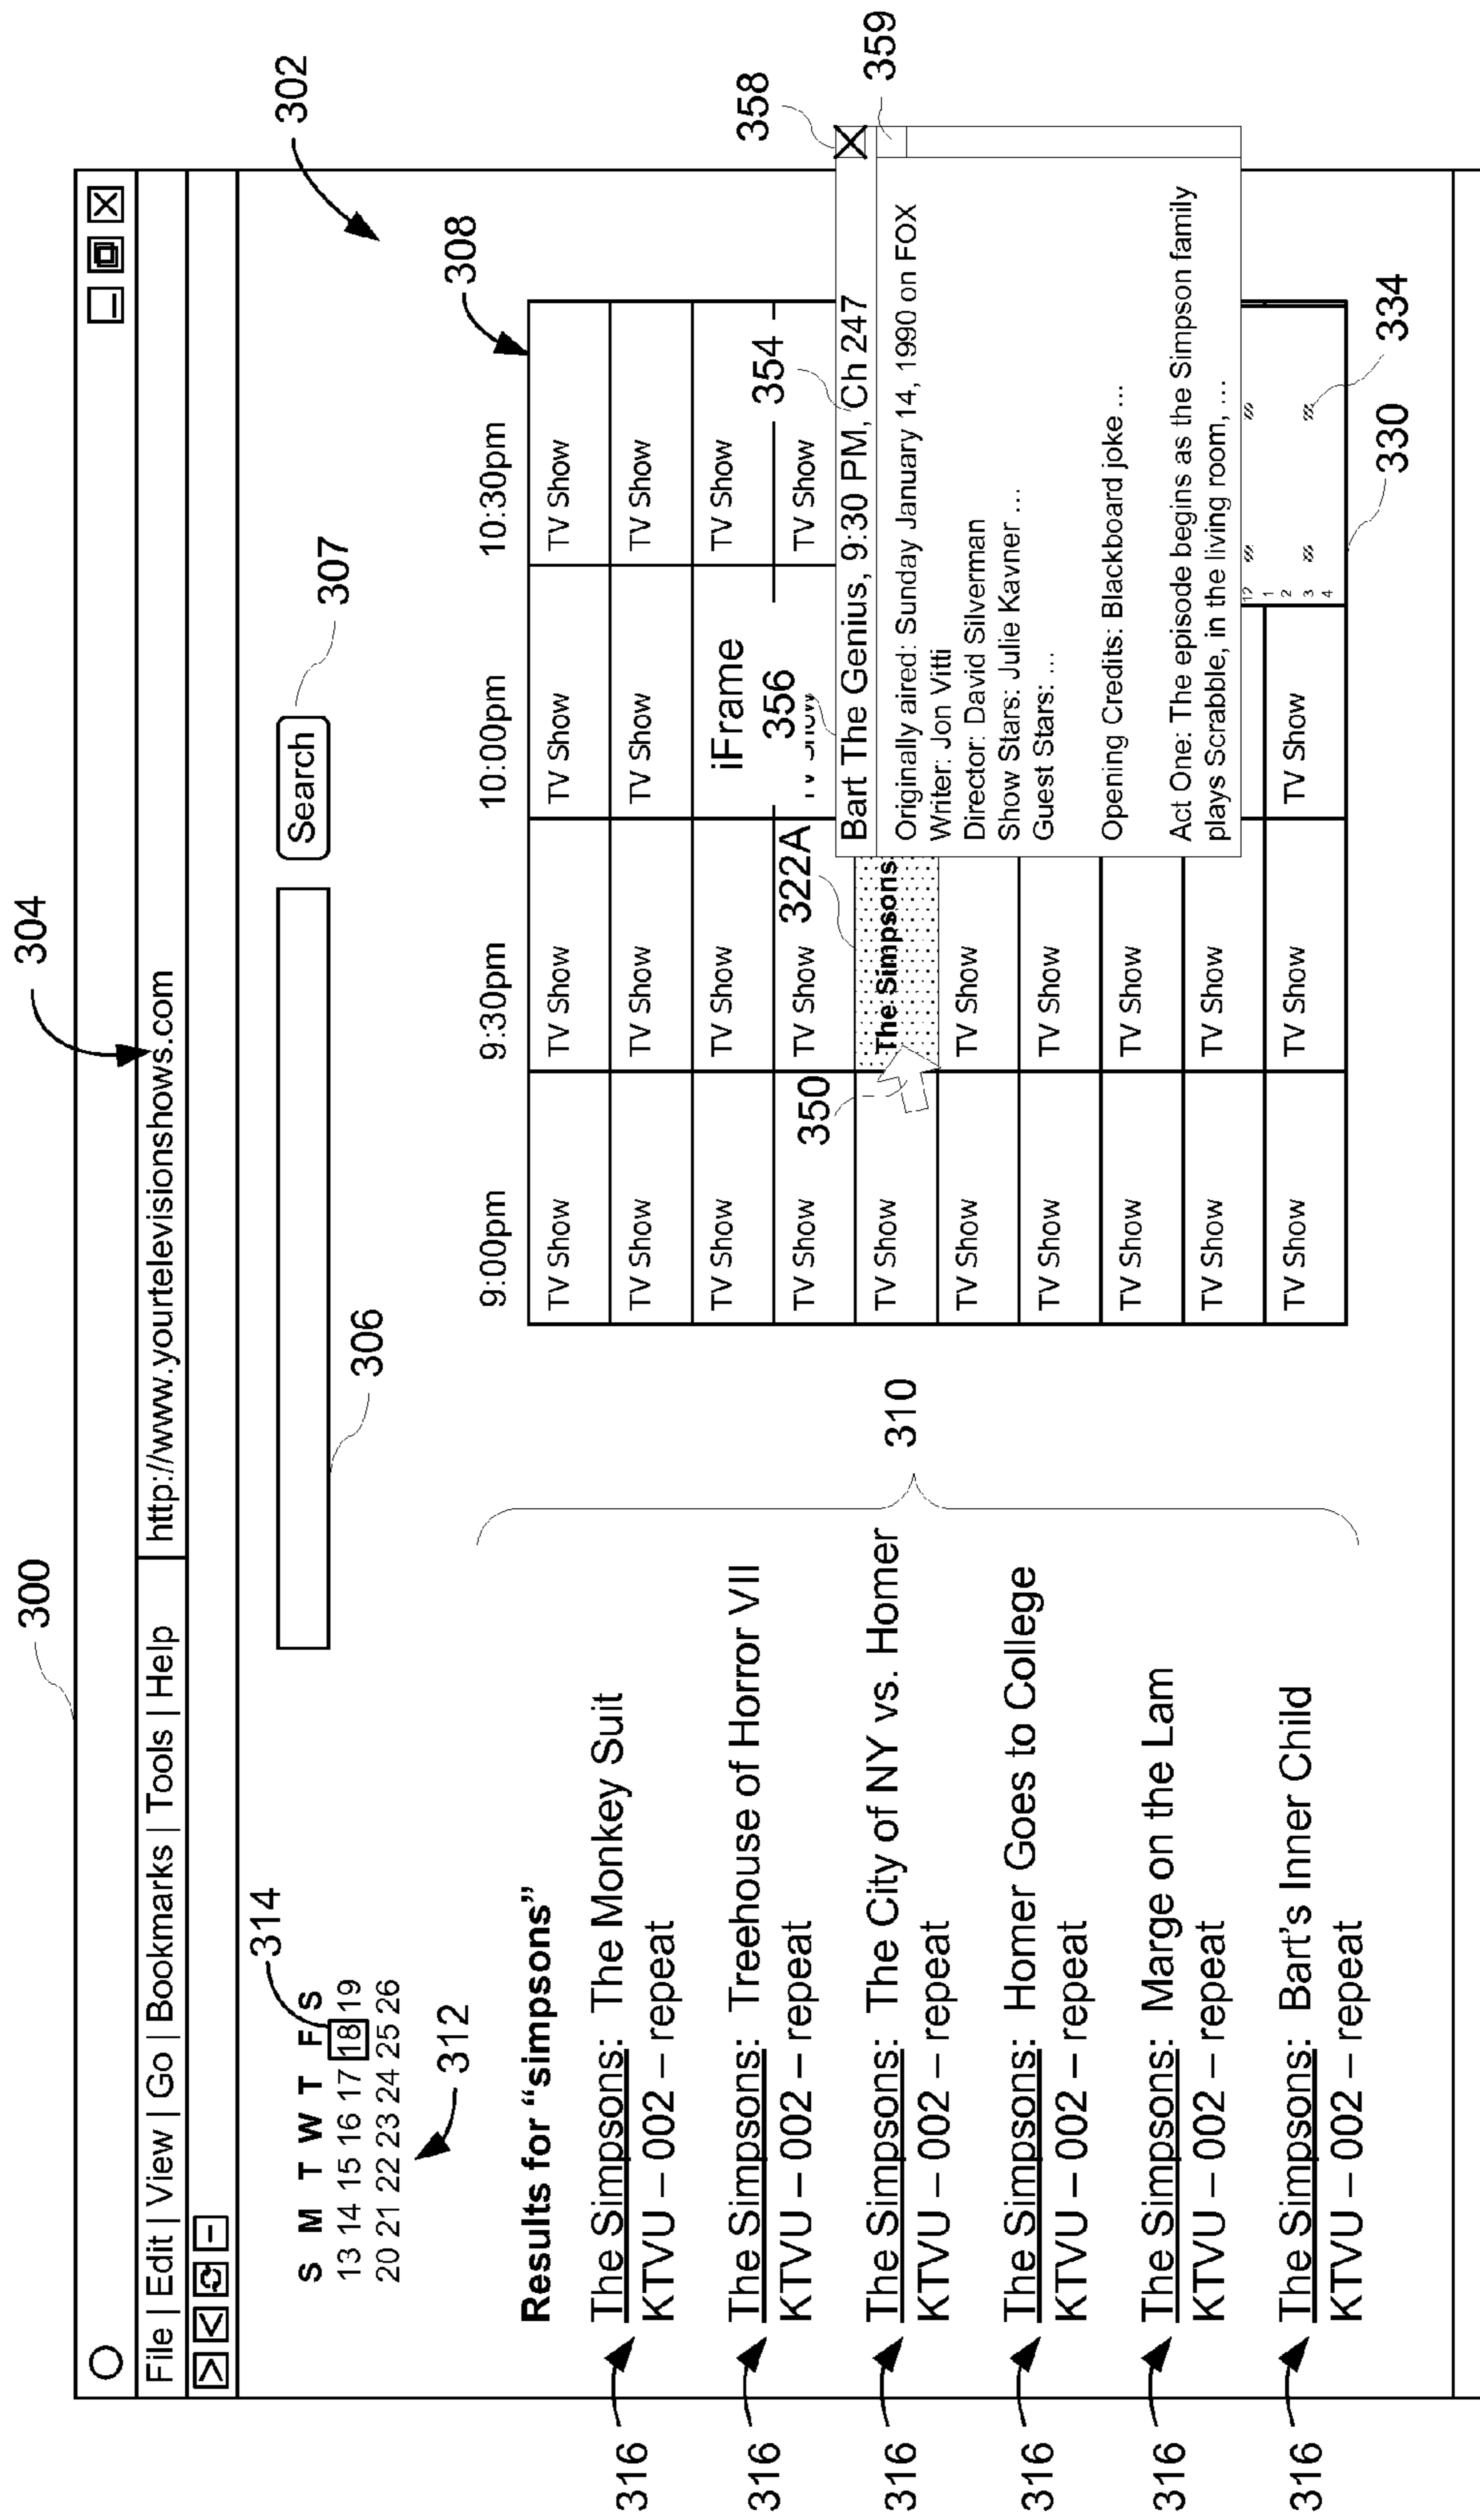 300
304
302
File | Edit | View | Go | Bookmarks | Tools | Help
http://www.yourtelevisionshows.com
314
S M T W T F S
13 14 15 16 17 18 19
20 21 22 23 24 25 26
312
Search
307
306
308
Results for “simpsons”
The Simpsons: The Monkey Suit
KTVU – 002 – repeat
The Simpsons: Treehouse of Horror VII
KTVU – 002 – repeat
The Simpsons: The City of NY vs. Homer
KTVU – 002 – repeat
The Simpsons: Homer Goes to College
KTVU – 002 – repeat
The Simpsons: Marge on the Lam
KTVU – 002 – repeat
The Simpsons: Bart's Inner Child
KTVU – 002 – repeat
316
316
316
316
316
316
310
9:00pm 9:30pm 10:00pm 10:30pm
TV Show TV Show TV Show TV Show
TV Show TV Show TV Show TV Show
TV Show TV Show iFrame TV Show
TV Show TV Show TV Show TV Show
350
322A
356
354
358
359
TV Show The Simpsons
TV Show TV Show
TV Show TV Show
TV Show TV Show
TV Show TV Show
TV Show TV Show TV Show
Bart The Genius, 9:30 PM, Ch 247
Originally aired: Sunday January 14, 1990 on FOX
Writer: Jon Vitti
Director: David Silverman
Show Stars: Julie Kavner ...
Guest Stars: ...
Opening Credits: Blackboard joke ...
Act One: The episode begins as the Simpson family
plays Scrabble, in the living room, ...
12
1
2
3
4
334
330